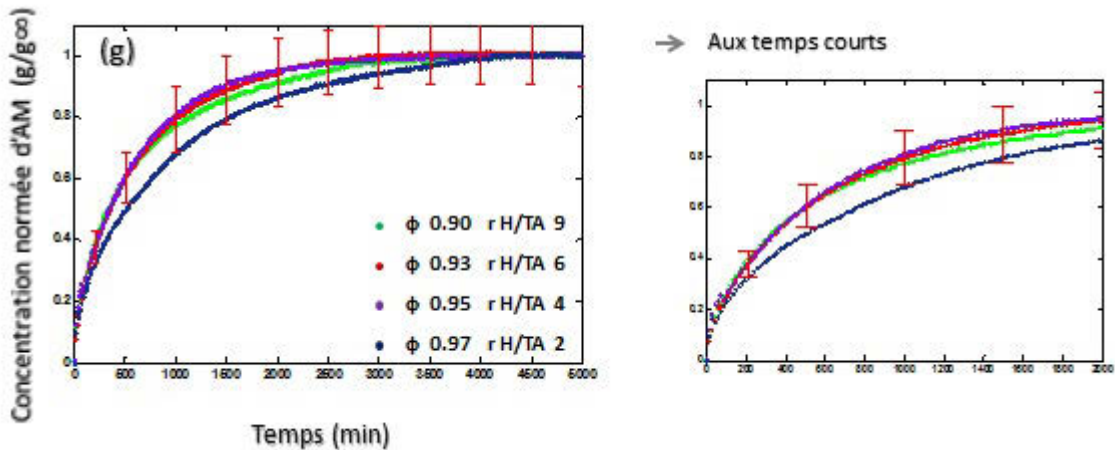 (g)
→ Aux temps courts
Concentration normée d'AM (g/g∞)
1
0.8
0.6
0.4
0.2
0
ϕ 0.90 r H/TA 9
ϕ 0.93 r H/TA 6
ϕ 0.95 r H/TA 4
ϕ 0.97 r H/TA 2
0 500 1000 1500 2000 2500 3000 3500 4000 4500 5000
Temps (min)
1
0.8
0.6
0.4
0.2
0
0 200 400 600 800 1000 1200 1400 1600 1800 2000